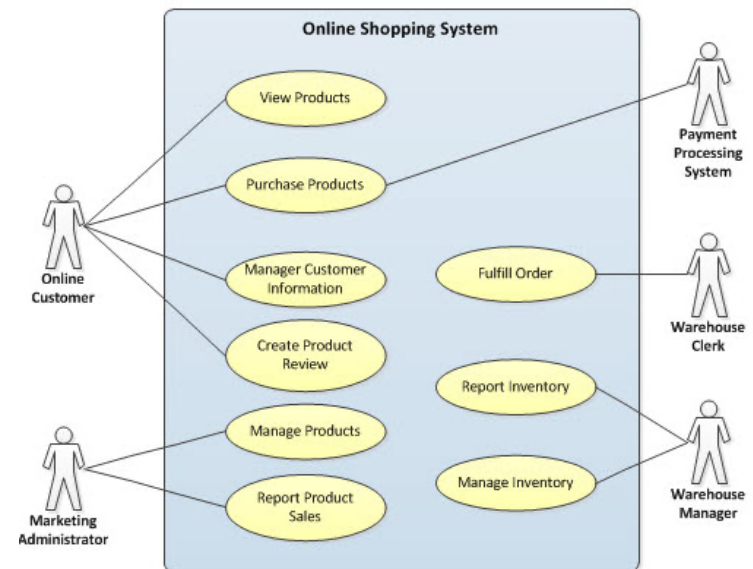 Online Shopping System
View Products
Payment
Processing
System
Purchase Products
Online
Customer
Manager Customer
Information
Fulfill Order
Warehouse
Clerk
Create Product
Review
Report Inventory
Manage Products
Marketing
Administrator
Report Product
Sales
Manage Inventory
Warehouse
Manager